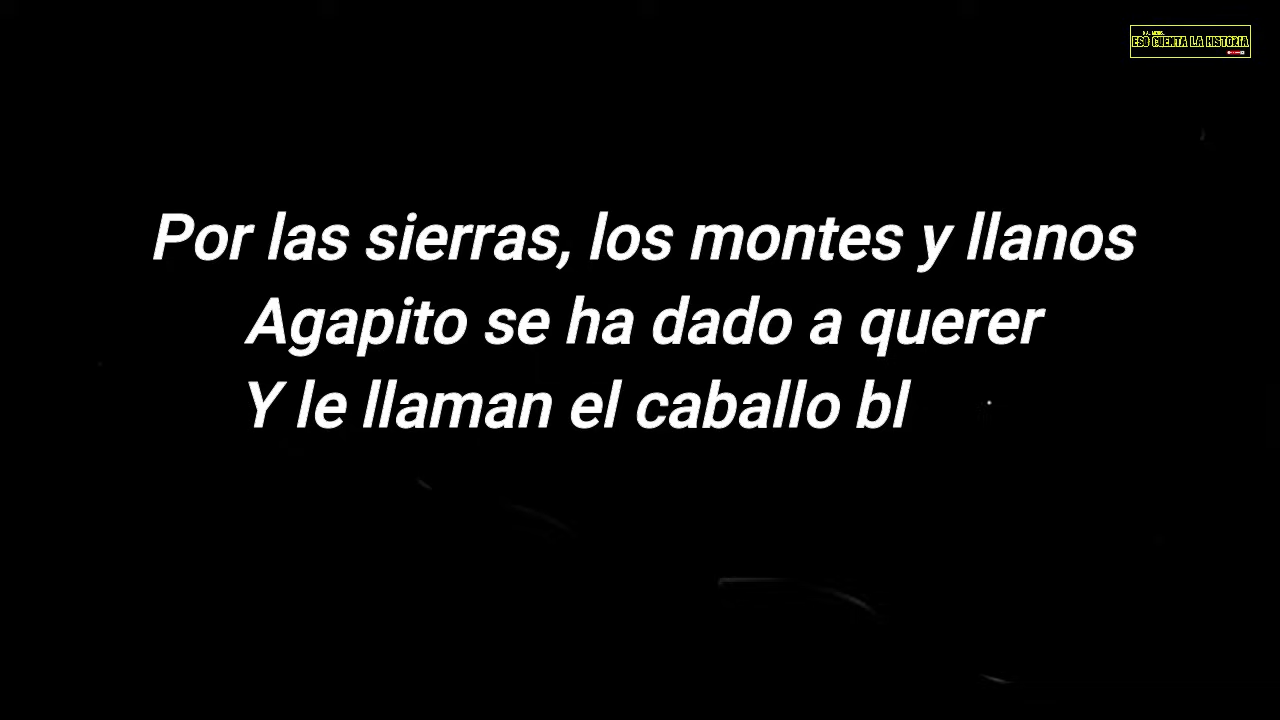 ESO CUENTA LA HISTORIA
Por las sierras, los montes y llanos
Agapito se ha dado a querer
Y le llaman el caballo bl